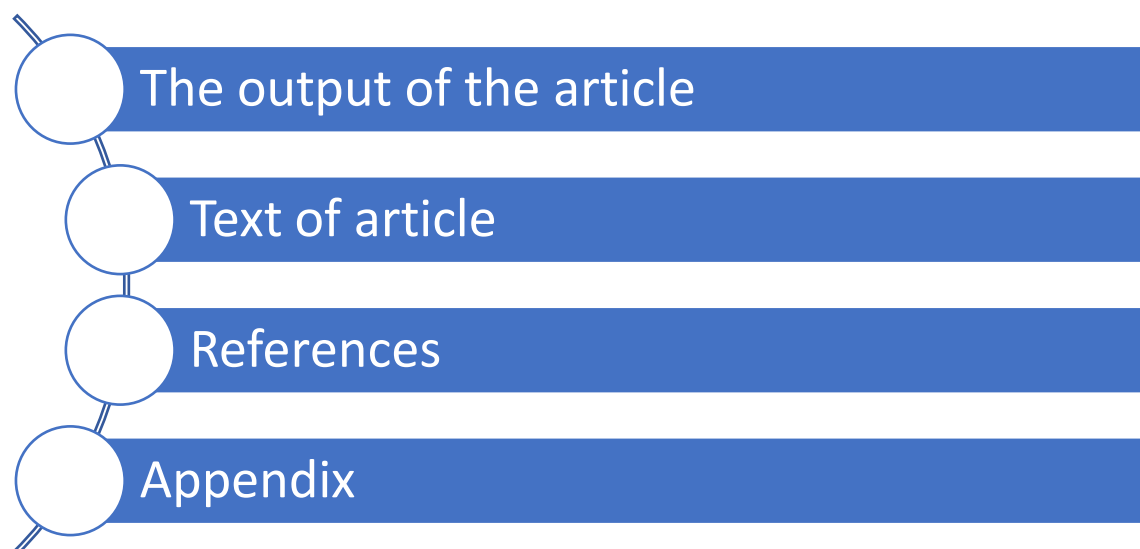 The output of the article
Text of article
References
Appendix